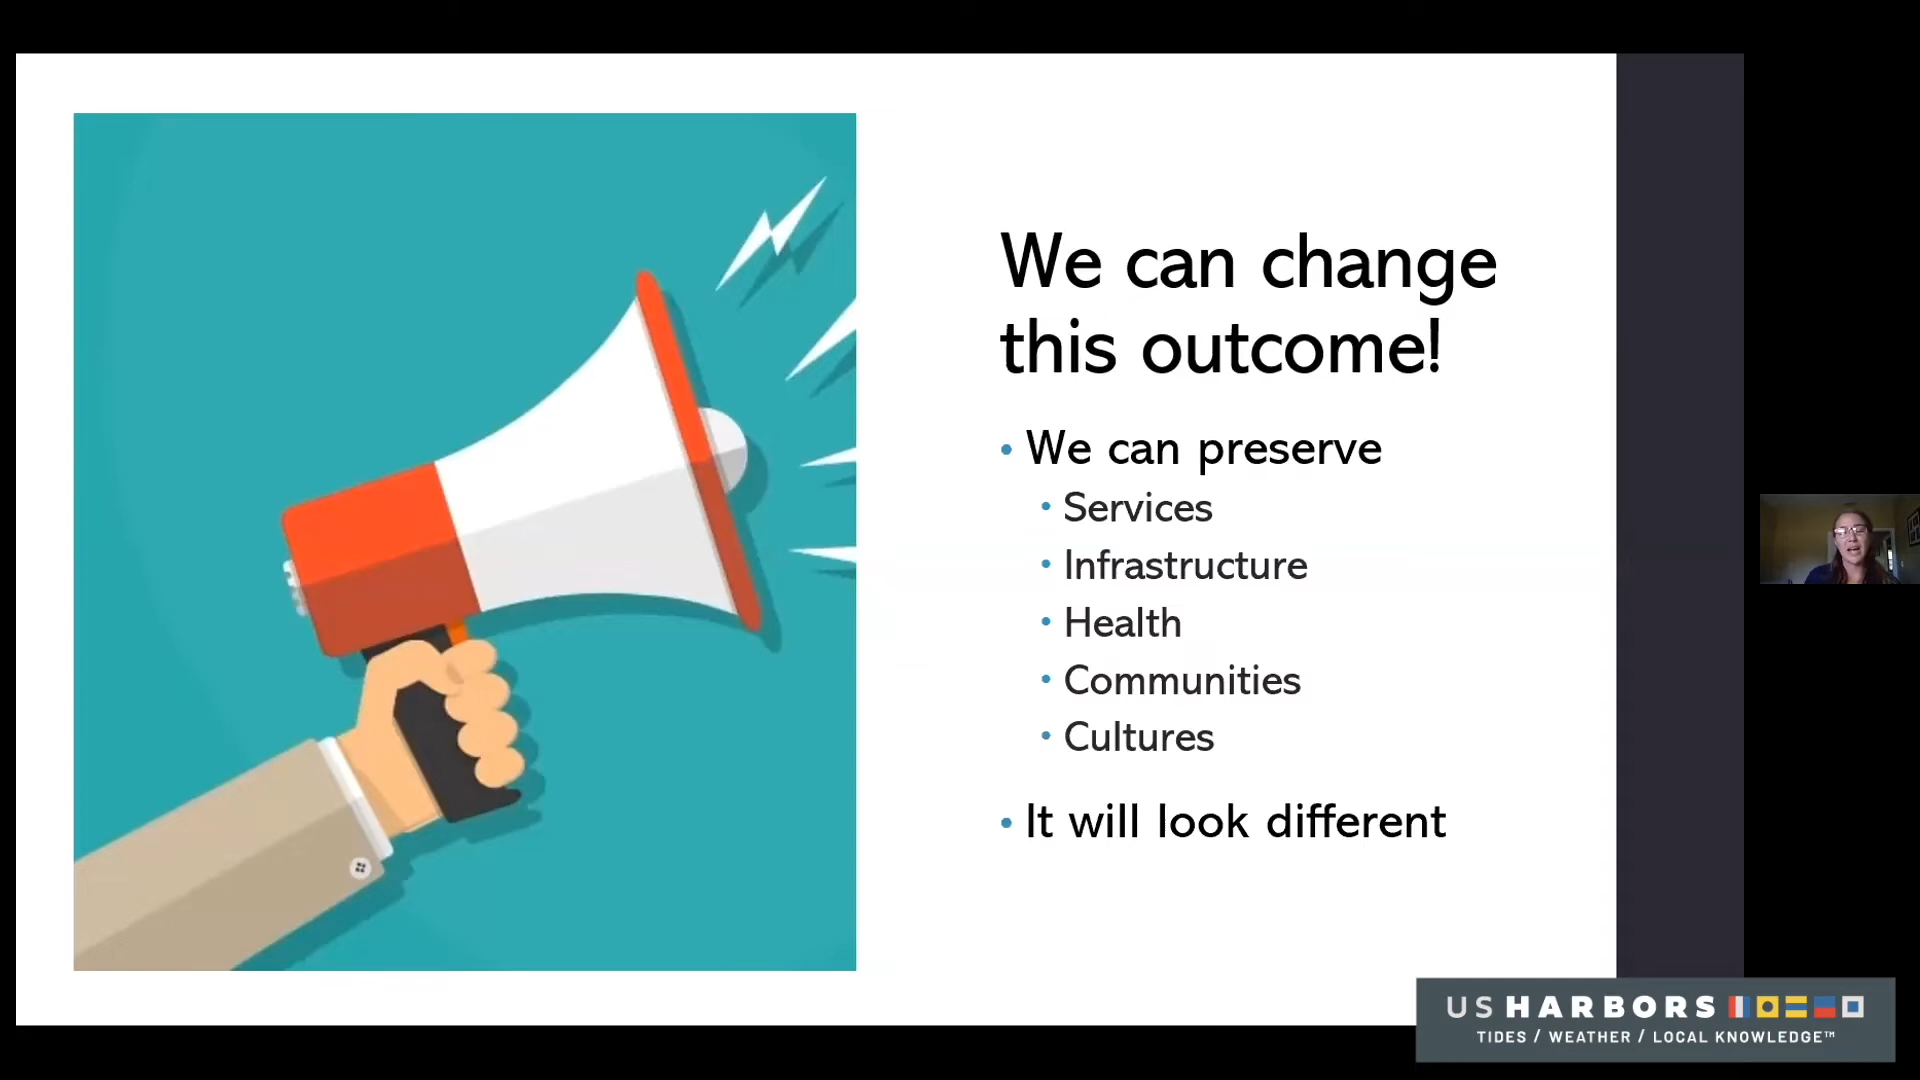 We can change
this outcome!
• We can preserve
• Services
• Infrastructure
• Health
• Communities
• Cultures
• It will look different
US HARBORS
TIDES / WEATHER / LOCAL KNOWLEDGE™